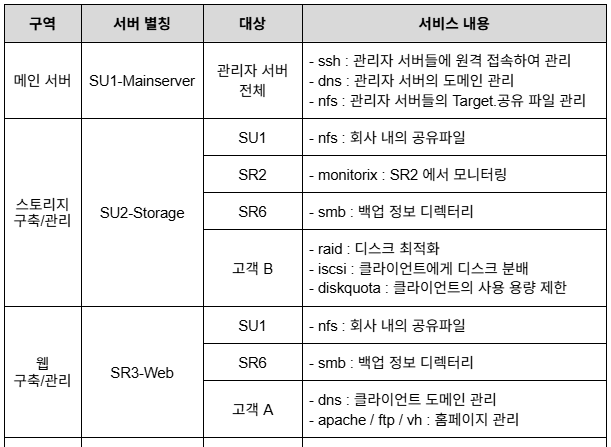 구역 서버 별칭 대상 서비스 내용
메인 서버 SU1-Mainserver 관리자 서버
전체
- ssh : 관리자 서버들에 원격 접속하여 관리
- dns : 관리자 서버의 도메인 관리
- nfs : 관리자 서버들의 Target.공유 파일 관리
스토리지
구축/관리
SU2-Storage
SU1 - nfs : 회사 내의 공유파일
SR2 - monitorix : SR2 에서 모니터링
SR6 - smb : 백업 정보 디렉터리
고객 B
- raid : 디스크 최적화
- iscsi : 클라이언트에게 디스크 분배
- diskquota : 클라이언트의 사용 용량 제한
웹
구축/관리
SR3-Web
SU1 - nfs : 회사 내의 공유파일
SR6 - smb : 백업 정보 디렉터리
고객 A
- dns : 클라이언트 도메인 관리
- apache / ftp / vh : 홈페이지 관리